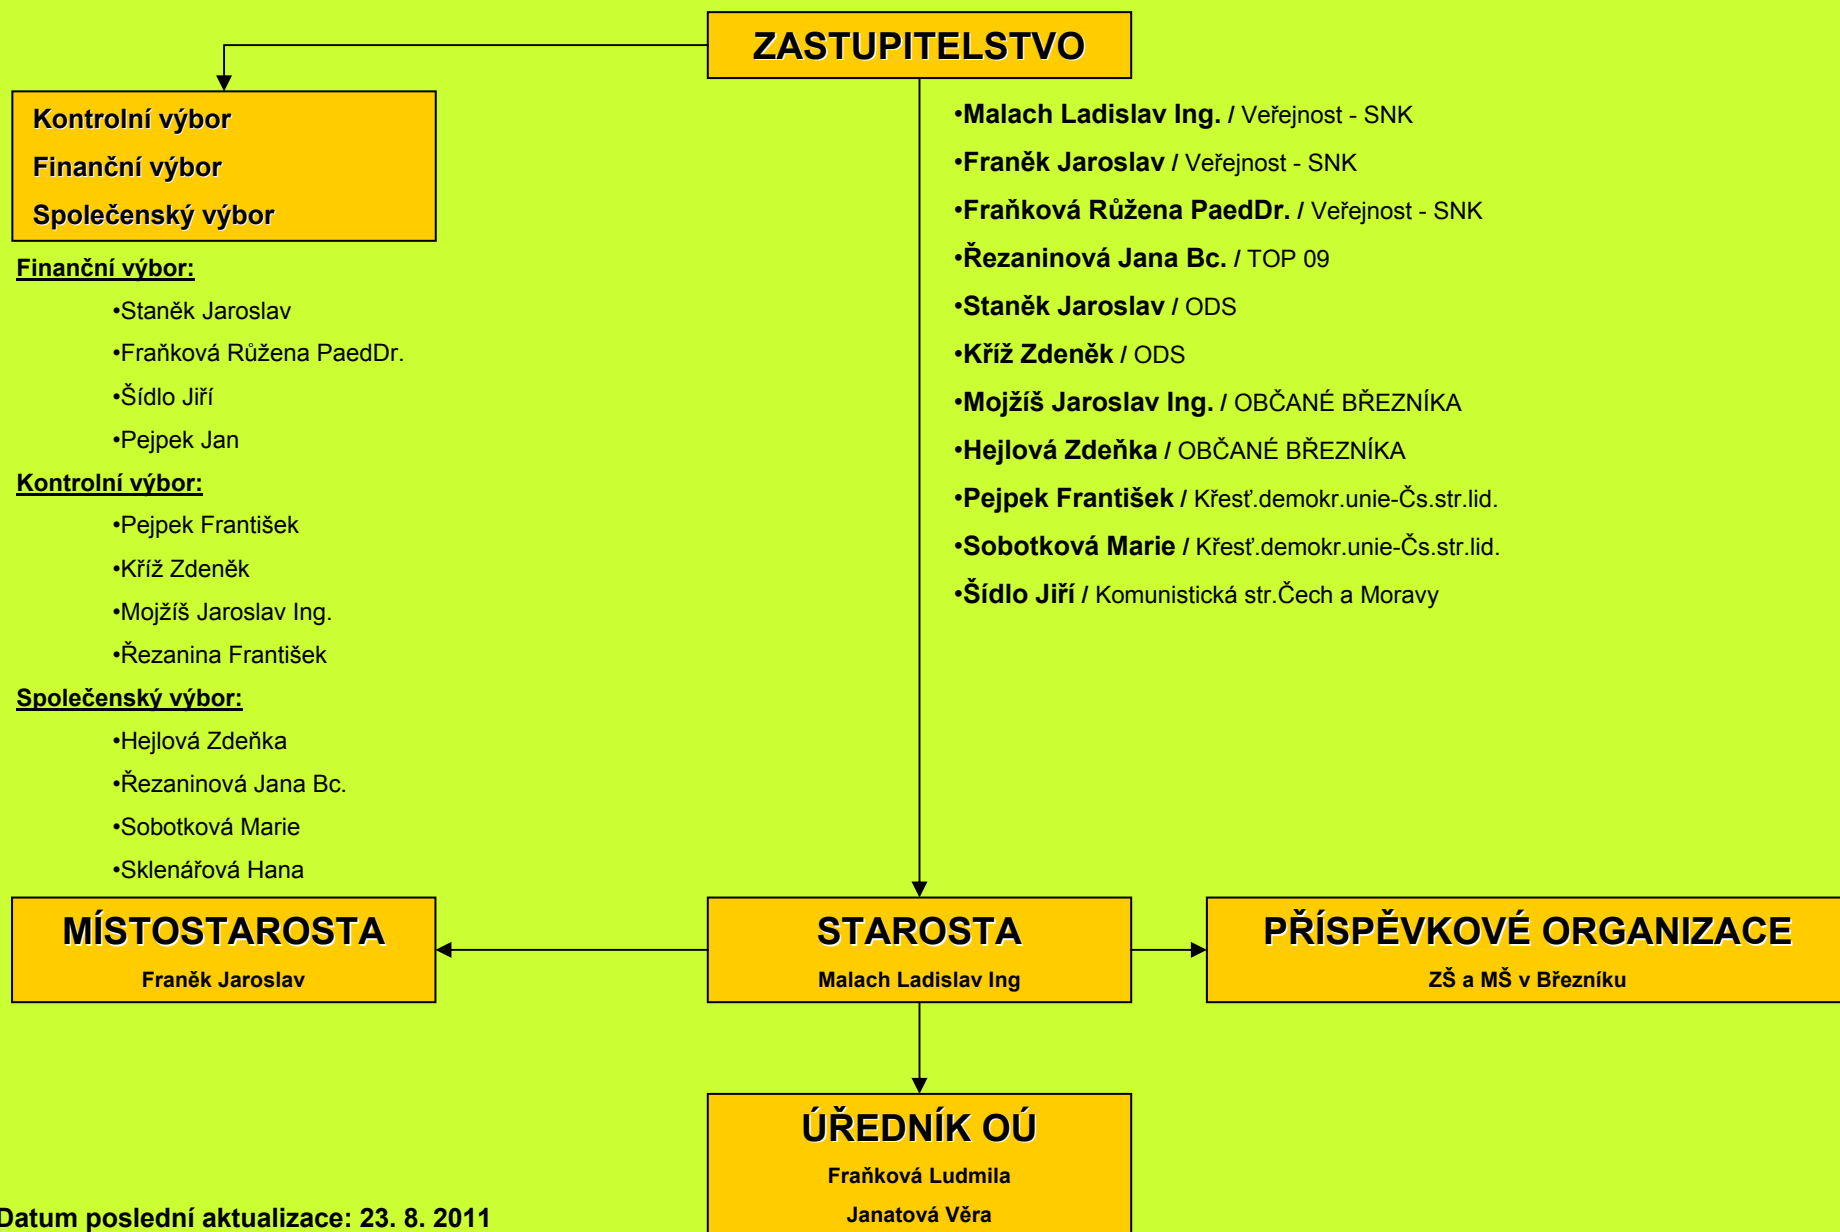 ZASTUPITELSTVO
Kontrolní výbor
Finanční výbor
Společenský výbor
Finanční výbor:
•Staněk Jaroslav
•Fraňková Růžena PaedDr.
•Šídlo Jiří
•Pejpek Jan
Kontrolní výbor:
•Pejpek František
•Kříž Zdeněk
•Mojžíš Jaroslav Ing.
•Řezanina František
Společenský výbor:
•Hejlová Zdeňka
•Řezaninová Jana Bc.
•Sobotková Marie
•Sklenářová Hana
•Malach Ladislav Ing. / Veřejnost - SNK
•Franěk Jaroslav / Veřejnost - SNK
•Fraňková Růžena PaedDr. / Veřejnost - SNK
•Řezaninová Jana Bc. / TOP 09
•Staněk Jaroslav / ODS
•Kříž Zdeněk / ODS
•Mojžíš Jaroslav Ing. / OBČANÉ BŘEZNÍKA
•Hejlová Zdeňka / OBČANÉ BŘEZNÍKA
•Pejpek František / Křesť.demokr.unie-Čs.str.lid.
•Sobotková Marie / Křesť.demokr.unie-Čs.str.lid.
•Šídlo Jiří / Komunistická str.Čech a Moravy
MÍSTOSTAROSTA
Franěk Jaroslav
STAROSTA
Malach Ladislav Ing
PŘÍSPĚVKOVÉ ORGANIZACE
ZŠ a MŠ v Březníku
ÚŘEDNÍK OÚ
Fraňková Ludmila
Janatová Věra
Datum poslední aktualizace: 23. 8. 2011